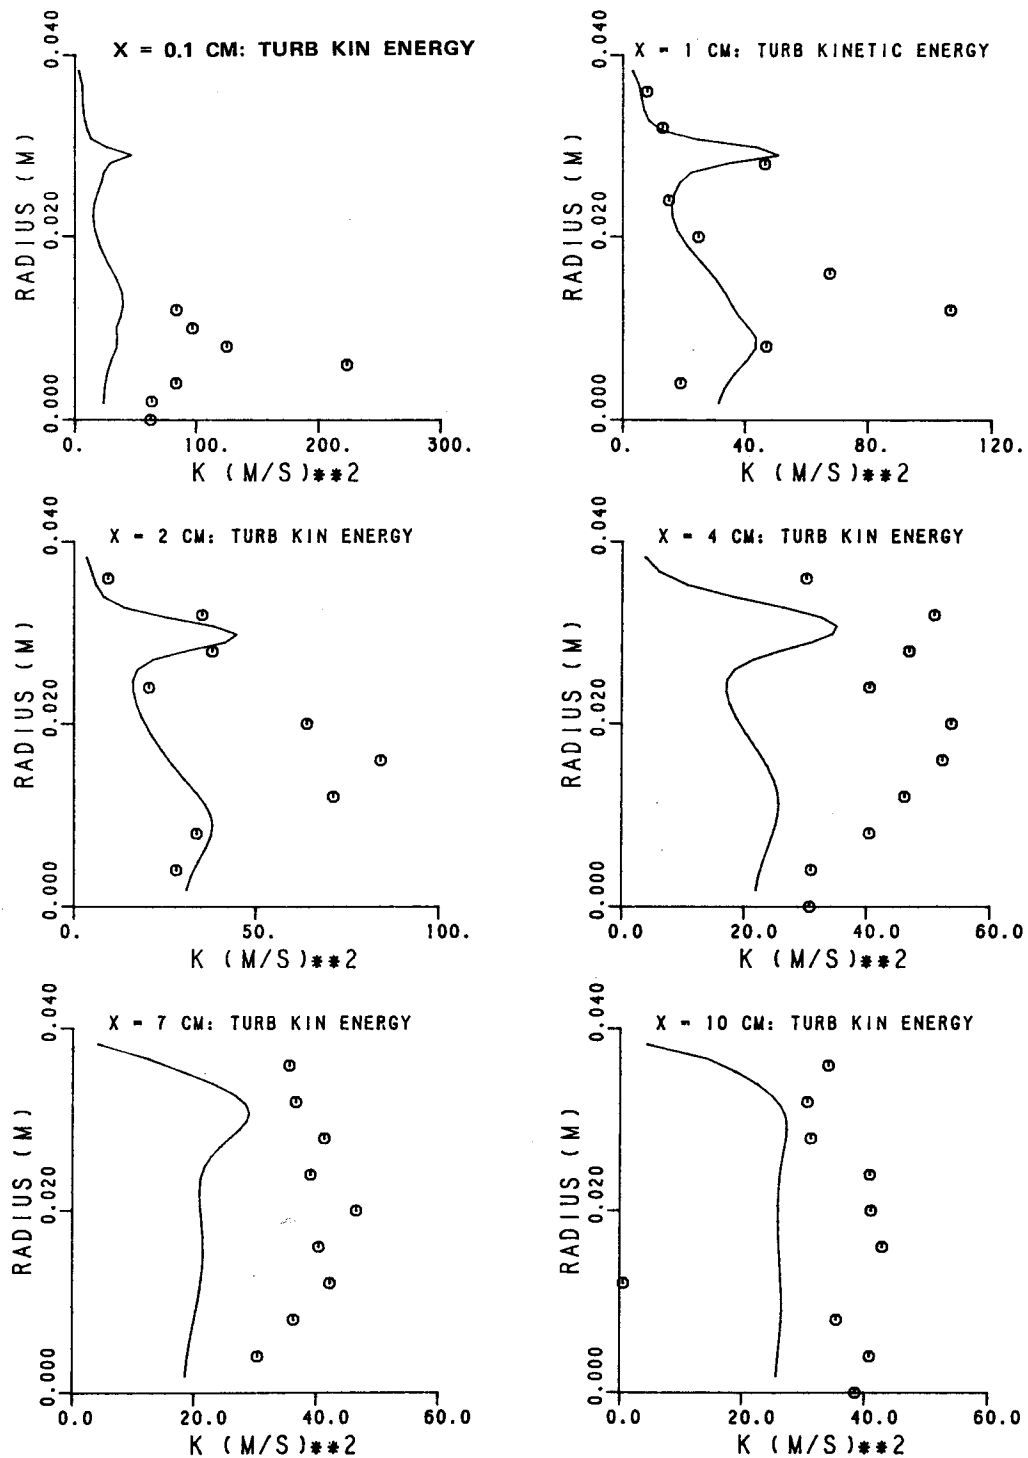 X = 0.1 CM: TURB KIN ENERGY
RADIUS (M)
0.040
0.020
0.000
0. 100. 200. 300.
K (M/S)**2
X = 1 CM: TURB KINETIC ENERGY
RADIUS (M)
0.040
0.020
0.000
0. 40. 80. 120.
K (M/S)**2
X = 2 CM: TURB KIN ENERGY
RADIUS (M)
0.040
0.020
0.000
0. 50. 100.
K (M/S)**2
X = 4 CM: TURB KIN ENERGY
RADIUS (M)
0.040
0.020
0.000
0.0 20.0 40.0 60.0
K (M/S)**2
X = 7 CM: TURB KIN ENERGY
RADIUS (M)
0.040
0.020
0.000
0.0 20.0 40.0 60.0
K (M/S)**2
X = 10 CM: TURB KIN ENERGY
RADIUS (M)
0.040
0.020
0.000
0.0 20.0 40.0 60.0
K (M/S)**2